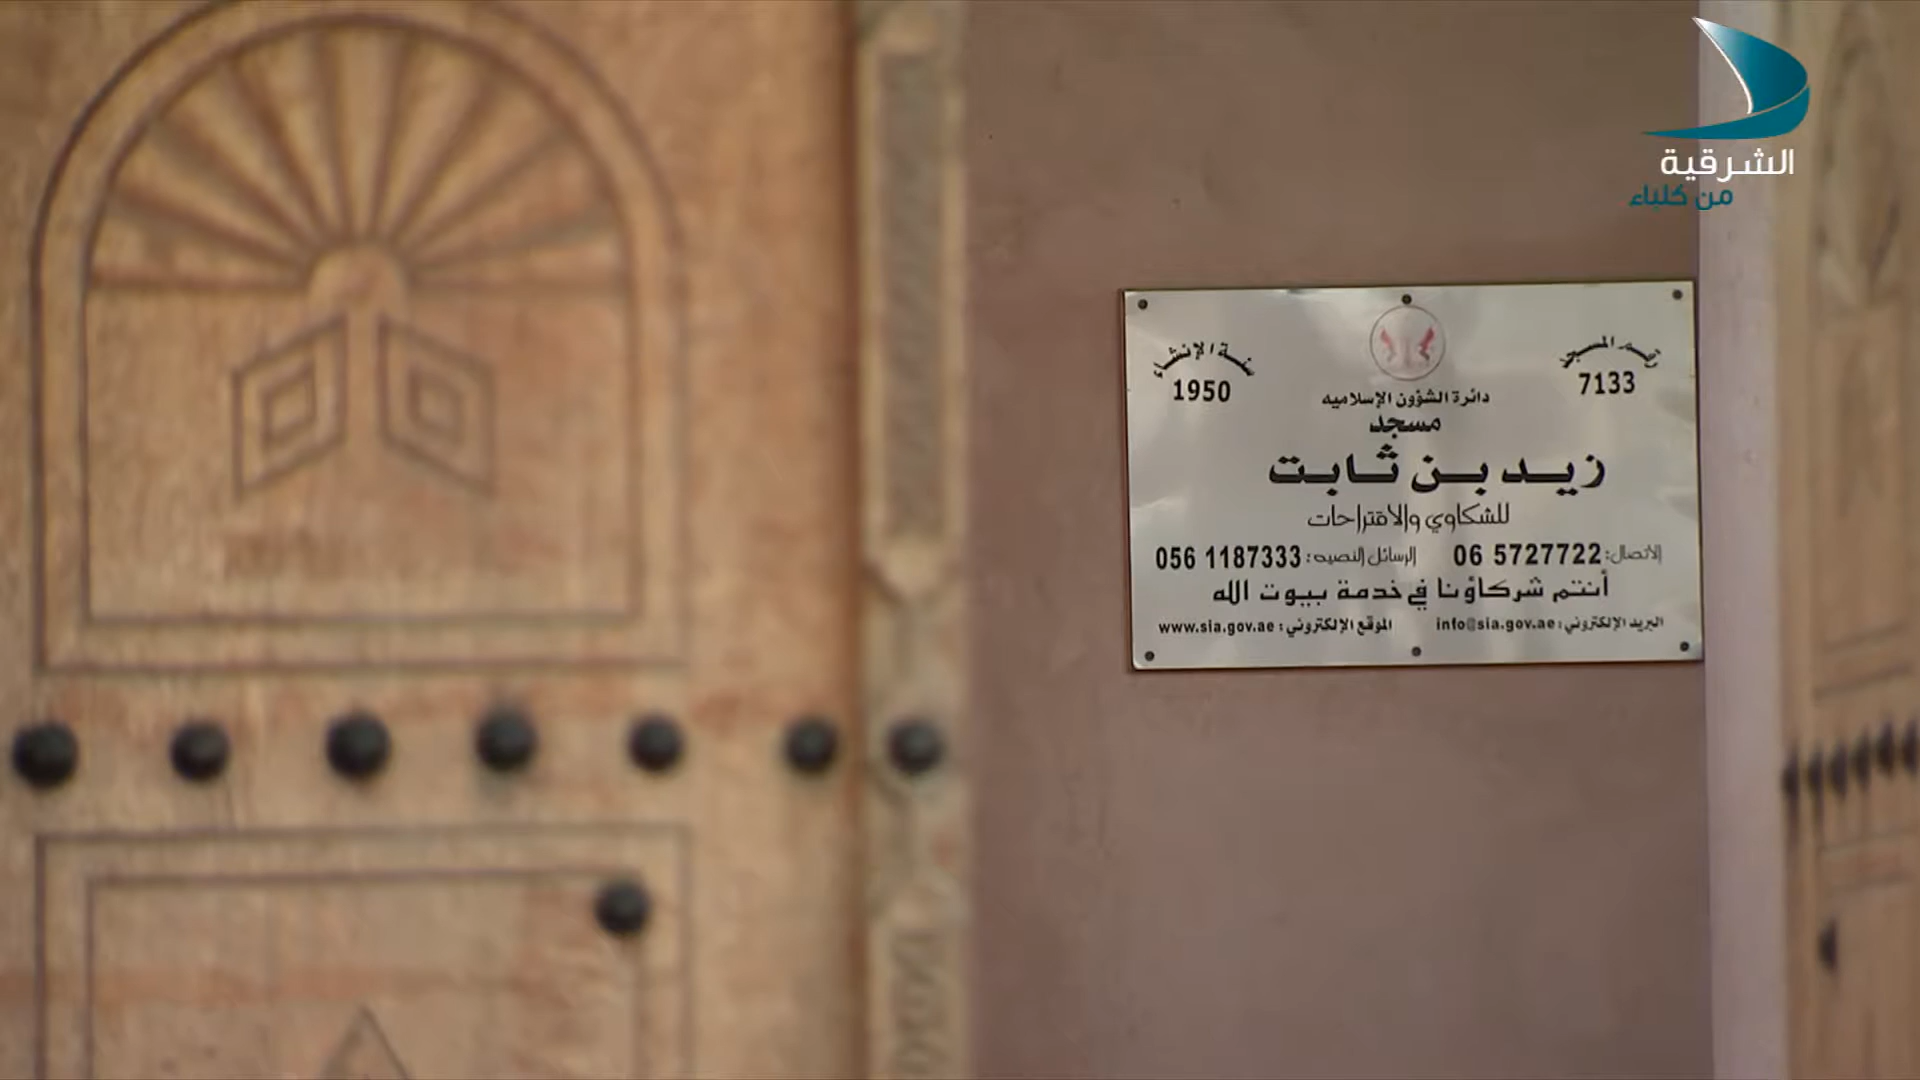 الشرقية
من كلباء
رقم المسجد
7133
سنة الإنشاء
1950
دائرة الشؤون الإسلاميه
مسجد
زيد بن ثابت
للشكاوي والاقتراحات
الاتصال: 06 5727722 الرسائل النصيه: 056 1187333
أنتم شركاؤنا في خدمة بيوت الله
البريد الإلكتروني: info@sia.gov.ae الموقع الإلكتروني: www.sia.gov.ae